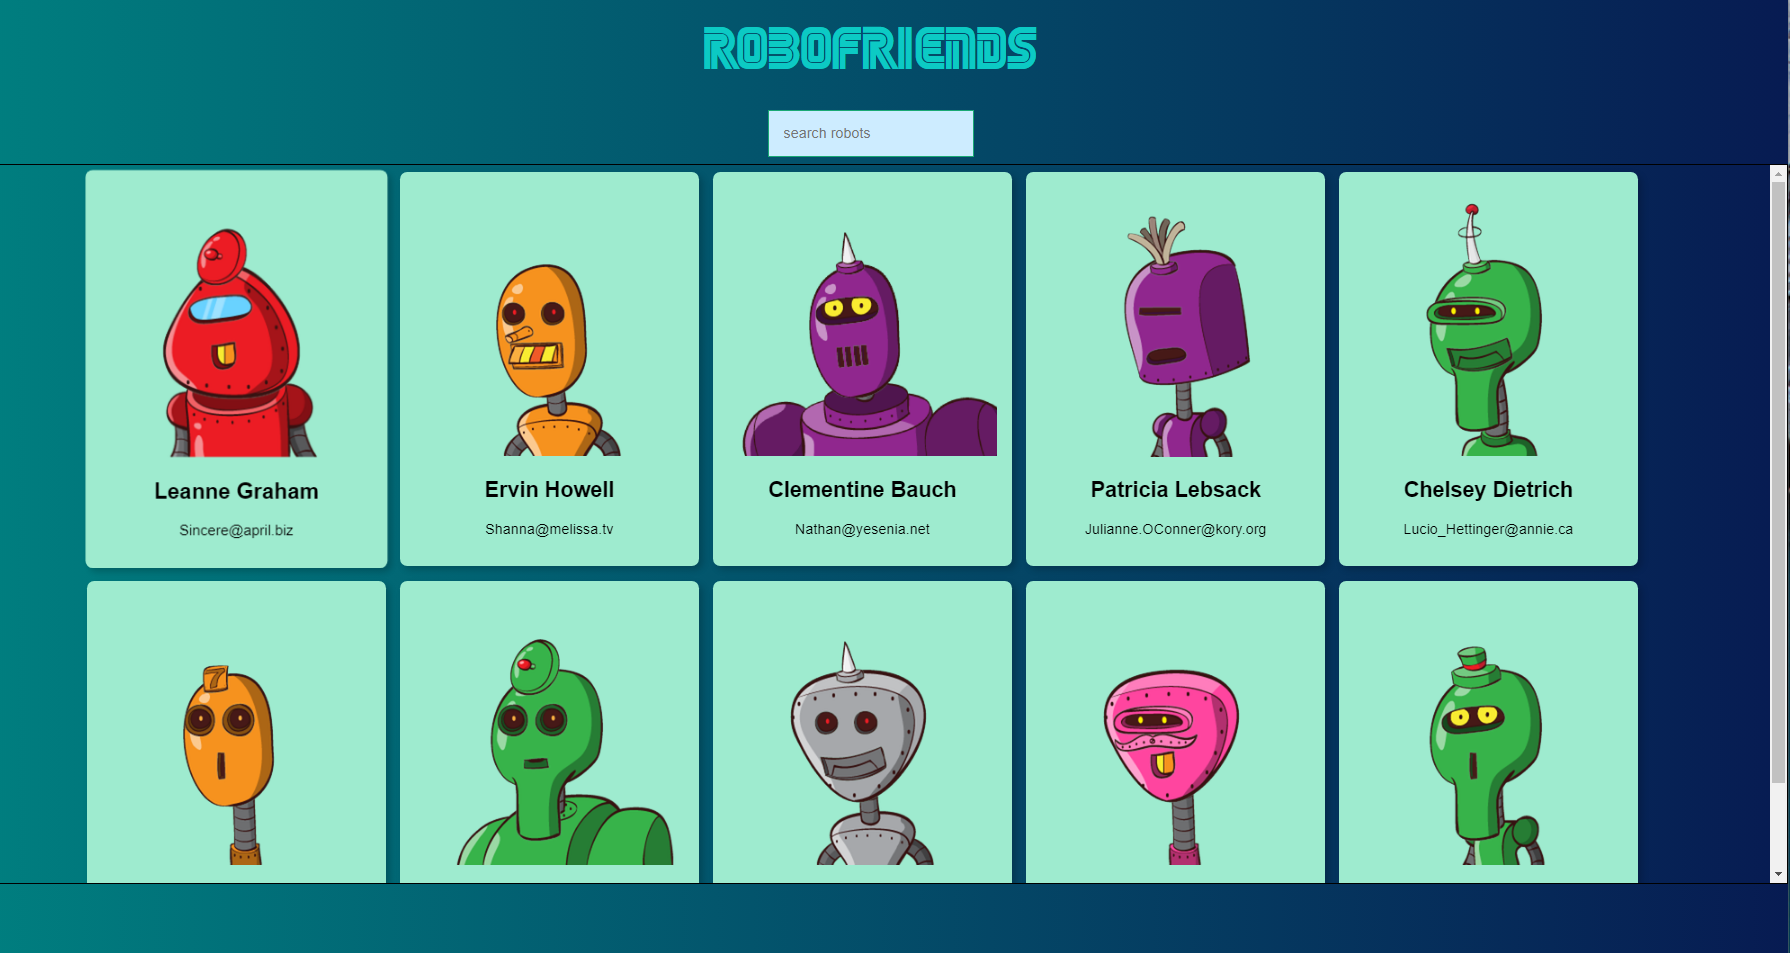 ROBOFRIENDS
search robots
Leanne Graham
Sincere@april.biz
Ervin Howell
Shanna@melissa.tv
Clementine Bauch
Nathan@yesenia.net
Patricia Lebsack
Julianne.OConner@kory.org
Chelsey Dietrich
Lucio_Hettinger@annie.ca
7